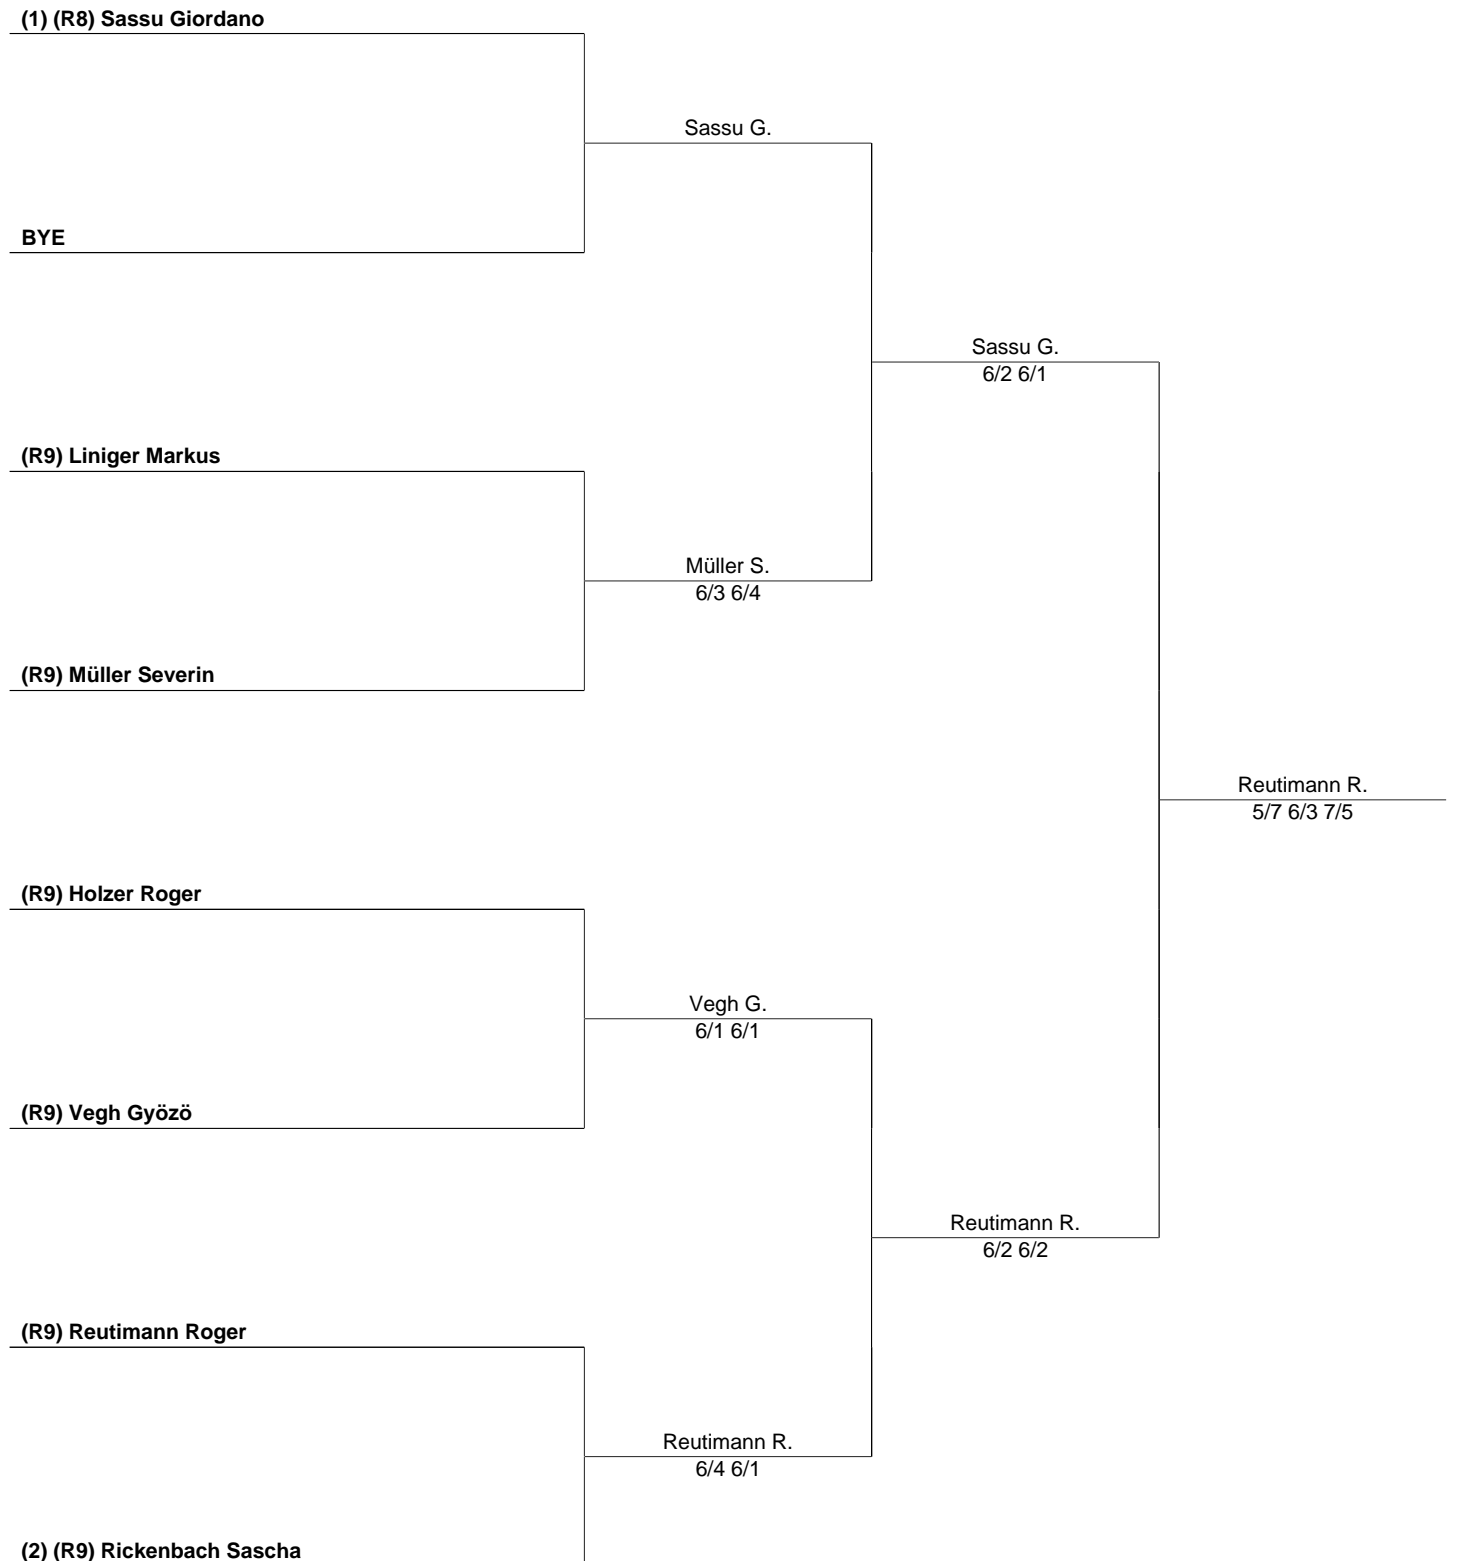 (1) (R8) Sassu Giordano
Sassu G.
BYE
Sassu G.
6/2 6/1
(R9) Liniger Markus
Müller S.
6/3 6/4
(R9) Müller Severin
Reutimann R.
5/7 6/3 7/5
(R9) Holzer Roger
Vegh G.
6/1 6/1
(R9) Vegh Gyözö
Reutimann R.
6/2 6/2
(R9) Reutimann Roger
Reutimann R.
6/4 6/1
(2) (R9) Rickenbach Sascha